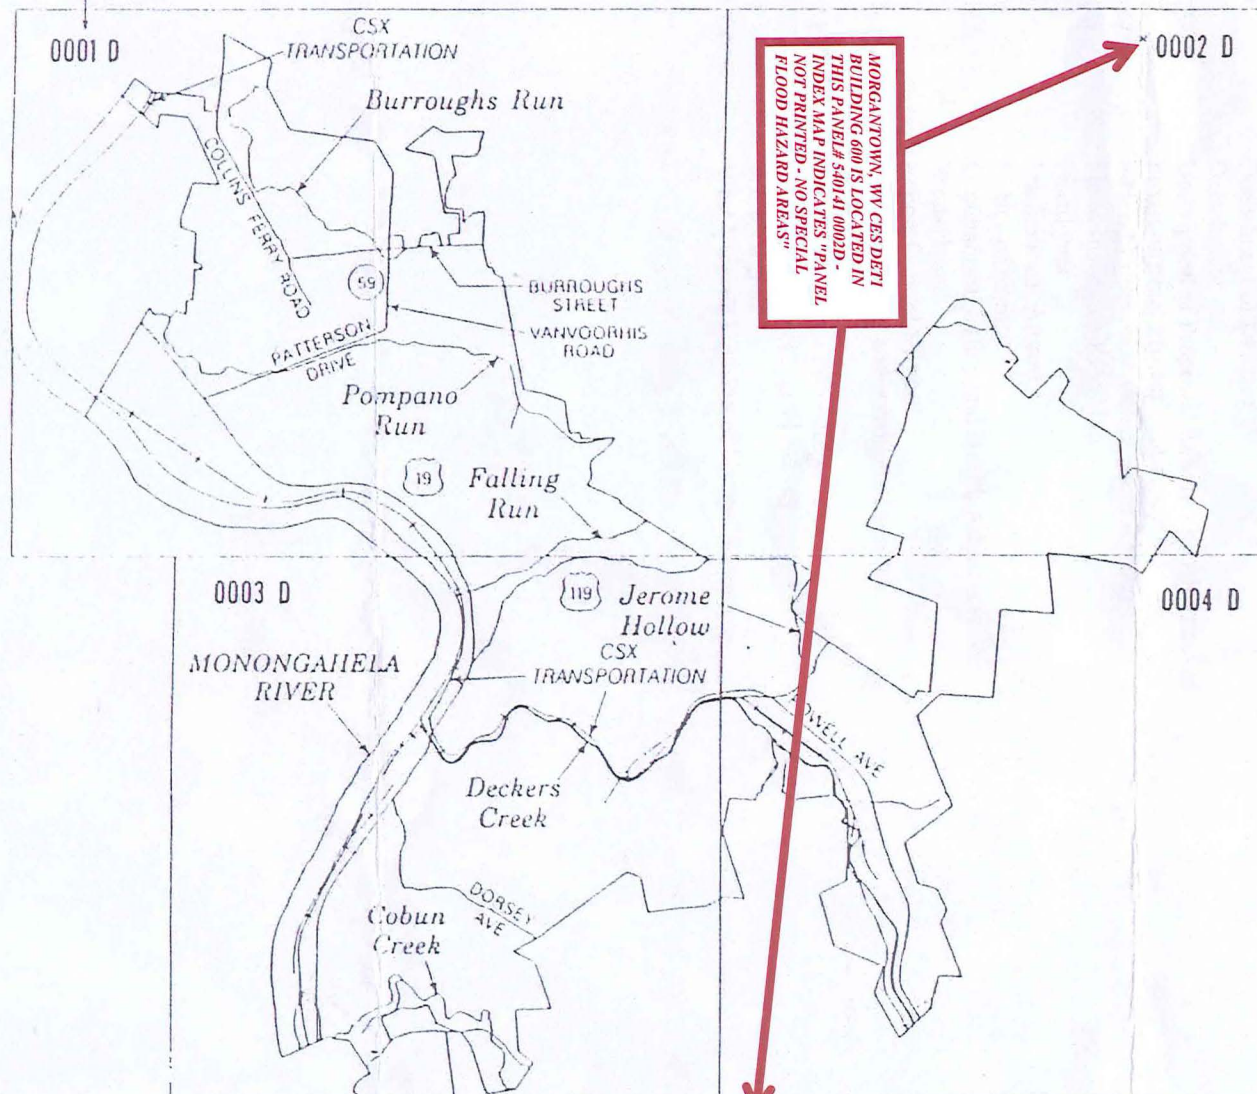 0001 D
CSX
TRANSPORTATION
Burroughs Run
COLLINS FERRY ROAD
59
BURROUGHS
STREET
VANVOORHIS
ROAD
PATTERSON
DRIVE
Pompano
Run
19
Falling
Run
MORGANTOWN, WV CES DETI
BUILDING 600 IS LOCATED IN
THIS PANEL# 540141 0002D -
INDEX MAP INDICATES "PANEL
NOT PRINTED - NO SPECIAL
FLOOD HAZARD AREAS"
* 0002 D
0003 D
119
Jerome
Hollow
CSX
TRANSPORTATION
0004 D
MONONGAHELA
RIVER
AVE
Deckers
Creek
DORSEY
AVE
Cobun
Creek